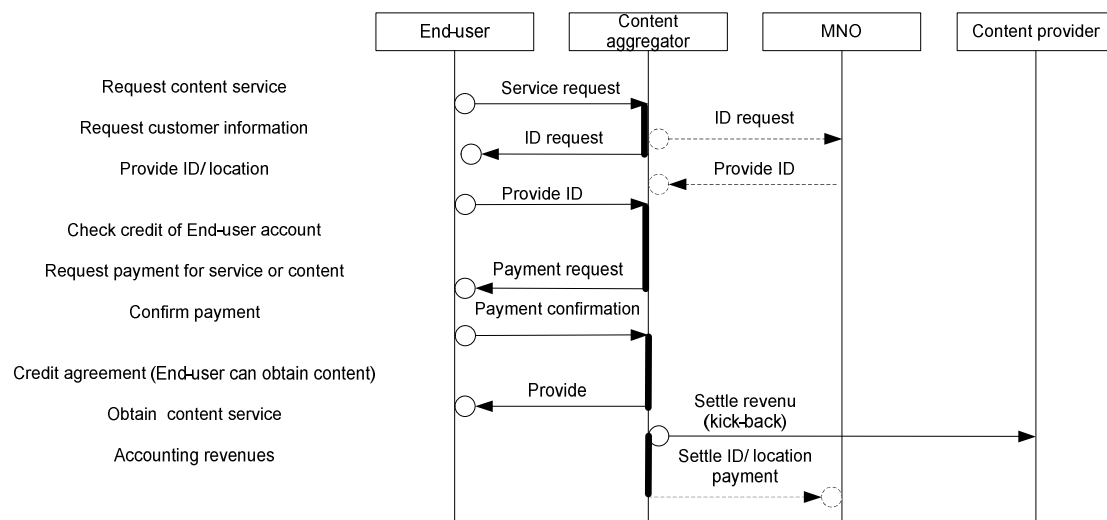 End-user
Content
aggregator
MNO
Content provider
Request content service
Service request
Request customer information
ID request
ID request
Provide ID/ location
Provide ID
Provide ID
Check credit of End-user account
Request payment for service or content
Payment request
Confirm payment
Payment confirmation
Credit agreement (End-user can obtain content)
Provide
Obtain content service
Settle revenu
(kick-back)
Accounting revenues
Settle ID/ location
payment